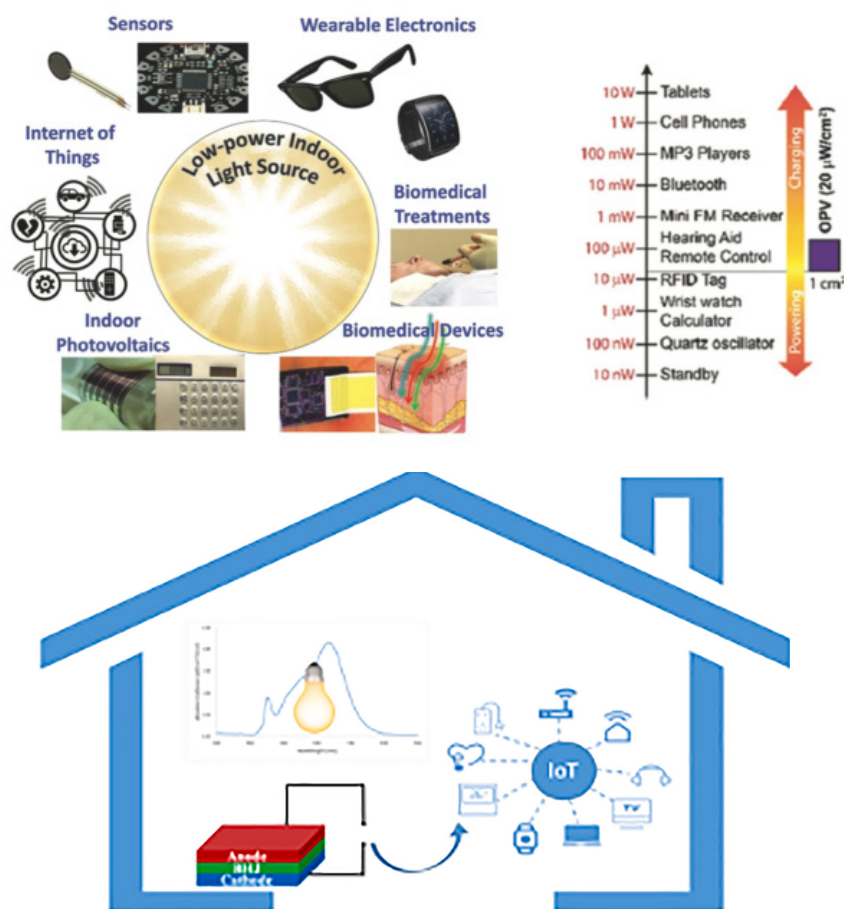 Sensors
Wearable Electronics
Internet of
Things
Low-power Indoor
Light Source
Biomedical
Treatments
Indoor
Photovoltaics
Biomedical Devices
10 W Tablets
1 W Cell Phones
100 mW MP3 Players
10 mW Bluetooth
1 mW Mini FM Receiver
100 μW Hearing Aid
Remote Control
10 μW RFID Tag
1 μW Wrist watch
Calculator
100 nW Quartz oscillator
10 nW Standby
Charging
Powering
OPV (20 μW/cm²)
1 cm²
IoT
TV
Anode
BHJ
Cathode